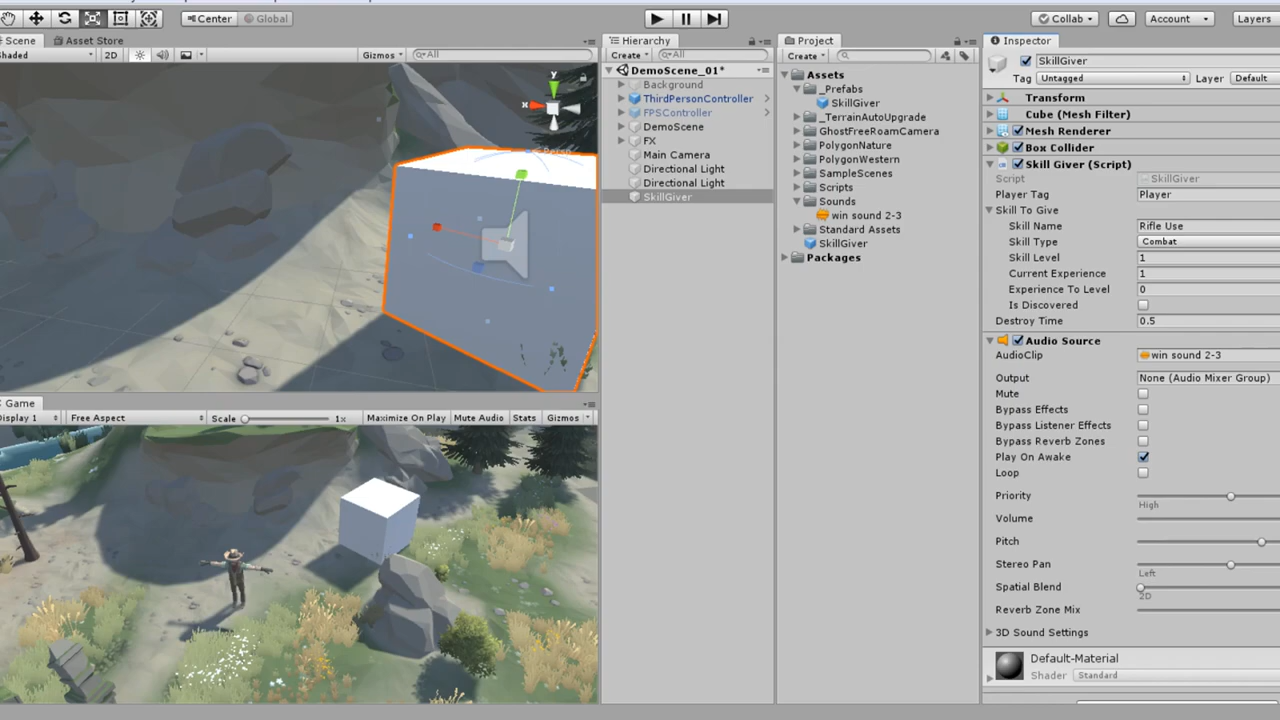 Center
Global
Collab
Account
Layers
Scene
Asset Store
Shaded
2D
Gizmos
All
y
x
Persp
Game
Display 1
Free Aspect
Scale
1x
Maximize On Play
Mute Audio
Stats
Gizmos
Hierarchy
Create
All
DemoScene_01*
Background
ThirdPersonController
FPSController
DemoScene
FX
Main Camera
Directional Light
Directional Light
SkillGiver
Project
Create
Assets
_Prefabs
SkillGiver
_TerrainAutoUpgrade
GhostFreeRoamCamera
PolygonNature
PolygonWestern
SampleScenes
Scripts
Sounds
win sound 2-3
Standard Assets
SkillGiver
Packages
Inspector
SkillGiver
Tag Untagged Layer Default
Transform
Cube (Mesh Filter)
Mesh Renderer
Box Collider
Skill Giver (Script)
Script SkillGiver
Player Tag Player
Skill To Give
Skill Name Rifle Use
Skill Type Combat
Skill Level 1
Current Experience 1
Experience To Level 0
Is Discovered
Destroy Time 0.5
Audio Source
AudioClip win sound 2-3
Output None (Audio Mixer Group)
Mute
Bypass Effects
Bypass Listener Effects
Bypass Reverb Zones
Play On Awake
Loop
Priority
High
Volume
Pitch
Stereo Pan
Left
Spatial Blend
2D
Reverb Zone Mix
3D Sound Settings
Default-Material
Shader Standard